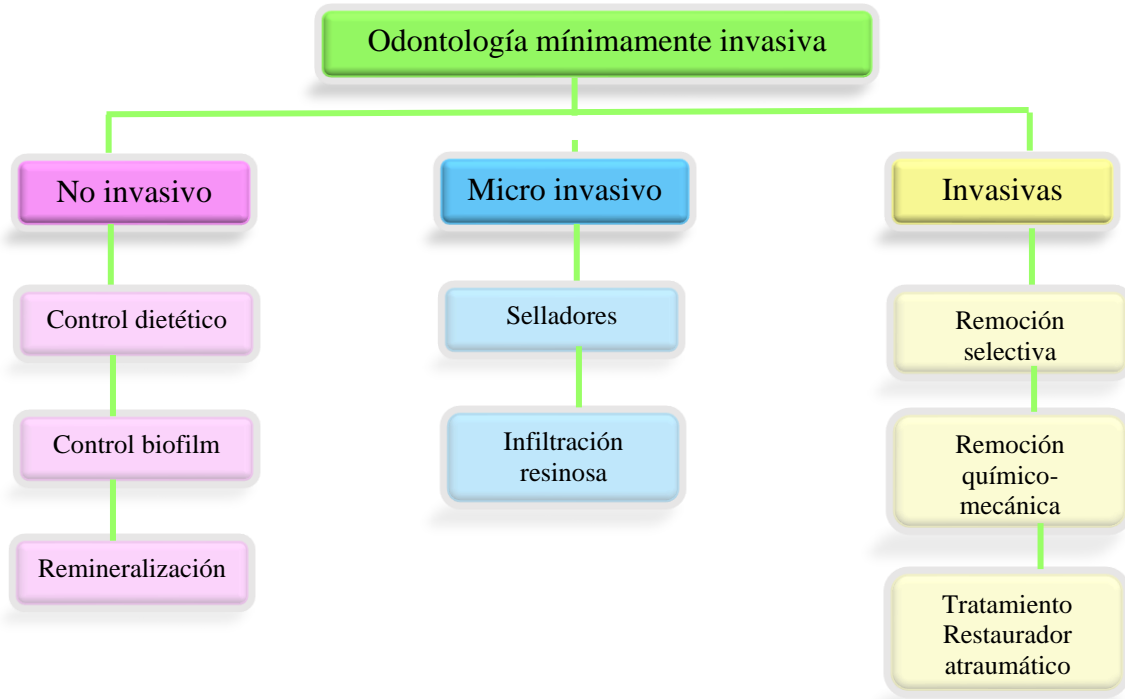 Odontología mínimamente invasiva
No invasivo
Control dietético
Control biofilm
Remineralización
Micro invasivo
Selladores
Infiltración
resinosa
Invasivas
Remoción
selectiva
Remoción
químico-
mecánica
Tratamiento
Restaurador
atraumático